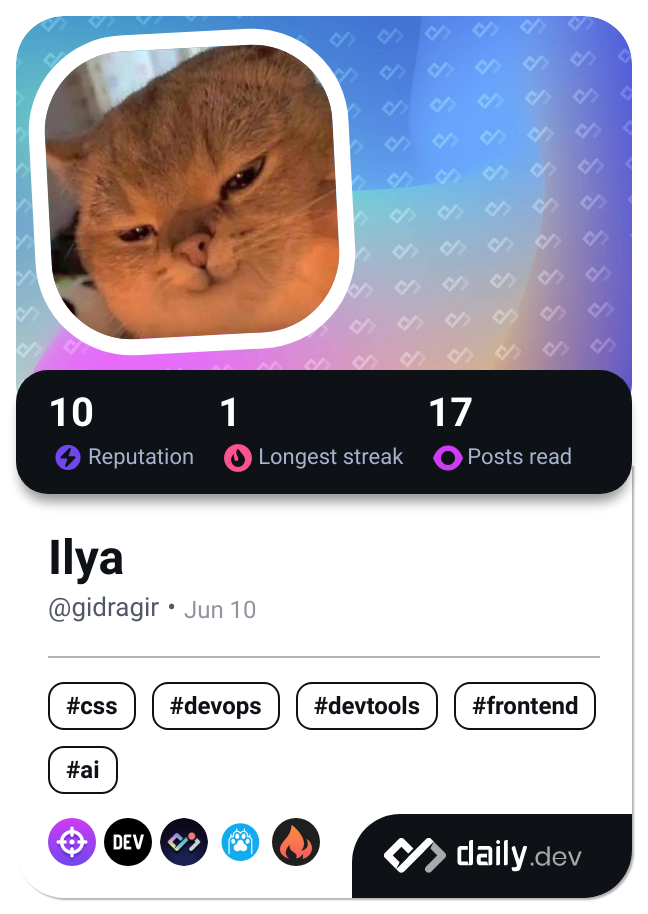 10 1 17
Reputation Longest streak Posts read
Ilya
@gidragir • Jun 10
#css #devops #devtools #frontend
#ai
DEV
daily.dev